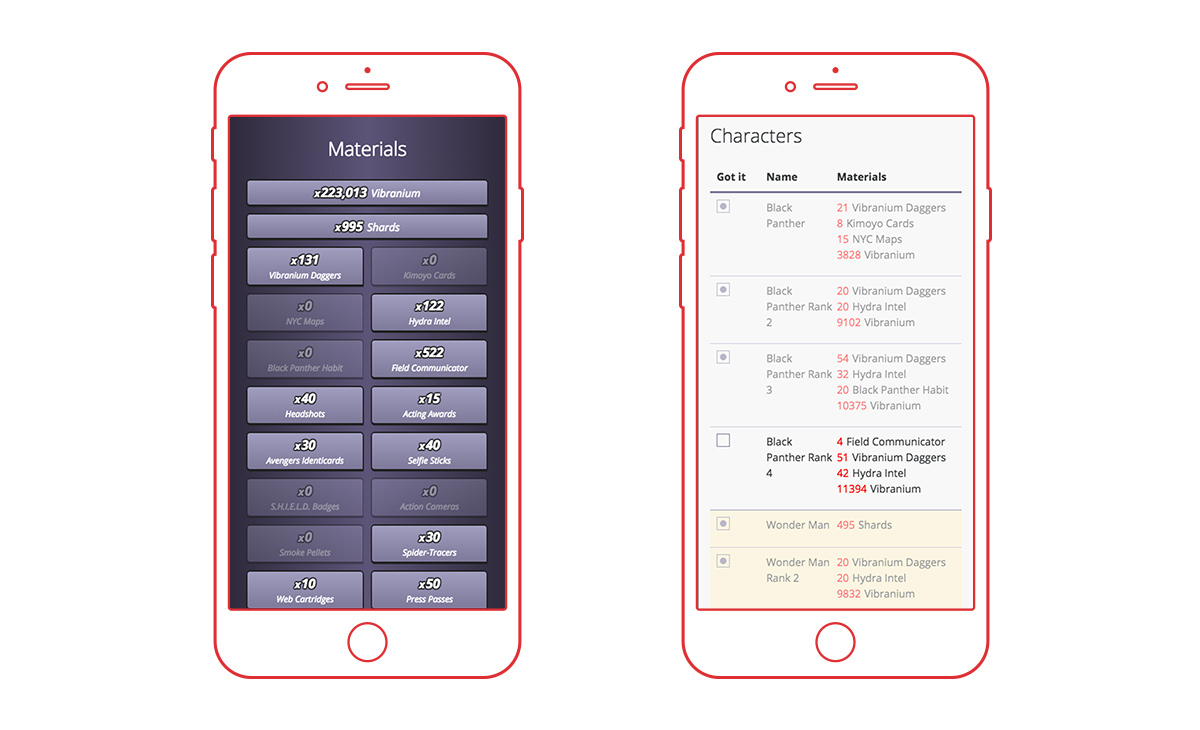 Materials
x223,013 Vibranium
x995 Shards
x131
Vibranium Daggers
x0
Kimoyo Cards
x0
NYC Maps
x122
Hydra Intel
x0
Black Panther Habit
x522
Field Communicator
x40
Headshots
x15
Acting Awards
x30
Avengers Identicards
x40
Selfie Sticks
x0
S.H.I.E.L.D. Badges
x0
Action Cameras
x0
Smoke Pellets
x30
Spider-Tracers
x10
Web Cartridges
x50
Press Passes
Characters
Got it Name Materials
Black
Panther
21 Vibranium Daggers
8 Kimoyo Cards
15 NYC Maps
3828 Vibranium
Black
Panther Rank
2
20 Vibranium Daggers
20 Hydra Intel
9102 Vibranium
Black
Panther Rank
3
54 Vibranium Daggers
32 Hydra Intel
20 Black Panther Habit
10375 Vibranium
Black
Panther Rank
4
4 Field Communicator
51 Vibranium Daggers
42 Hydra Intel
11394 Vibranium
Wonder Man
495 Shards
Wonder Man
Rank 2
20 Vibranium Daggers
20 Hydra Intel
9832 Vibranium